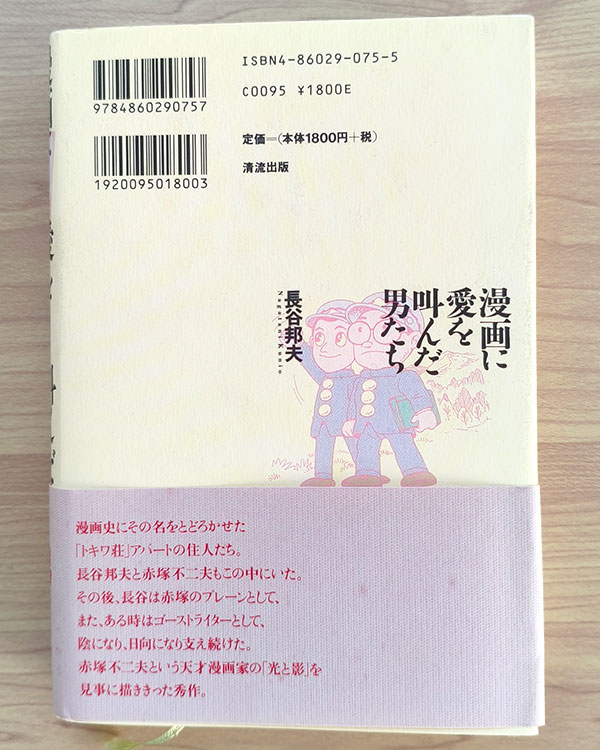 ISBN4-86029-075-5
C0095 ¥1800E
9784860290757
定価=(本体1800円+税)
清流出版
1920095018003
漫画に
愛を
叫んだ
男たち
長谷邦夫
Nagatani Kunio
漫画史にその名をとどろかせた
「トキワ荘」アパートの住人たち。
長谷邦夫と赤塚不二夫もこの中にいた。
その後、長谷は赤塚のブレーンとして、
また、ある時はゴーストライターとして、
陰になり、日向になり支え続けた。
赤塚不二夫という天才漫画家の「光と影」を
見事に描ききった秀作。